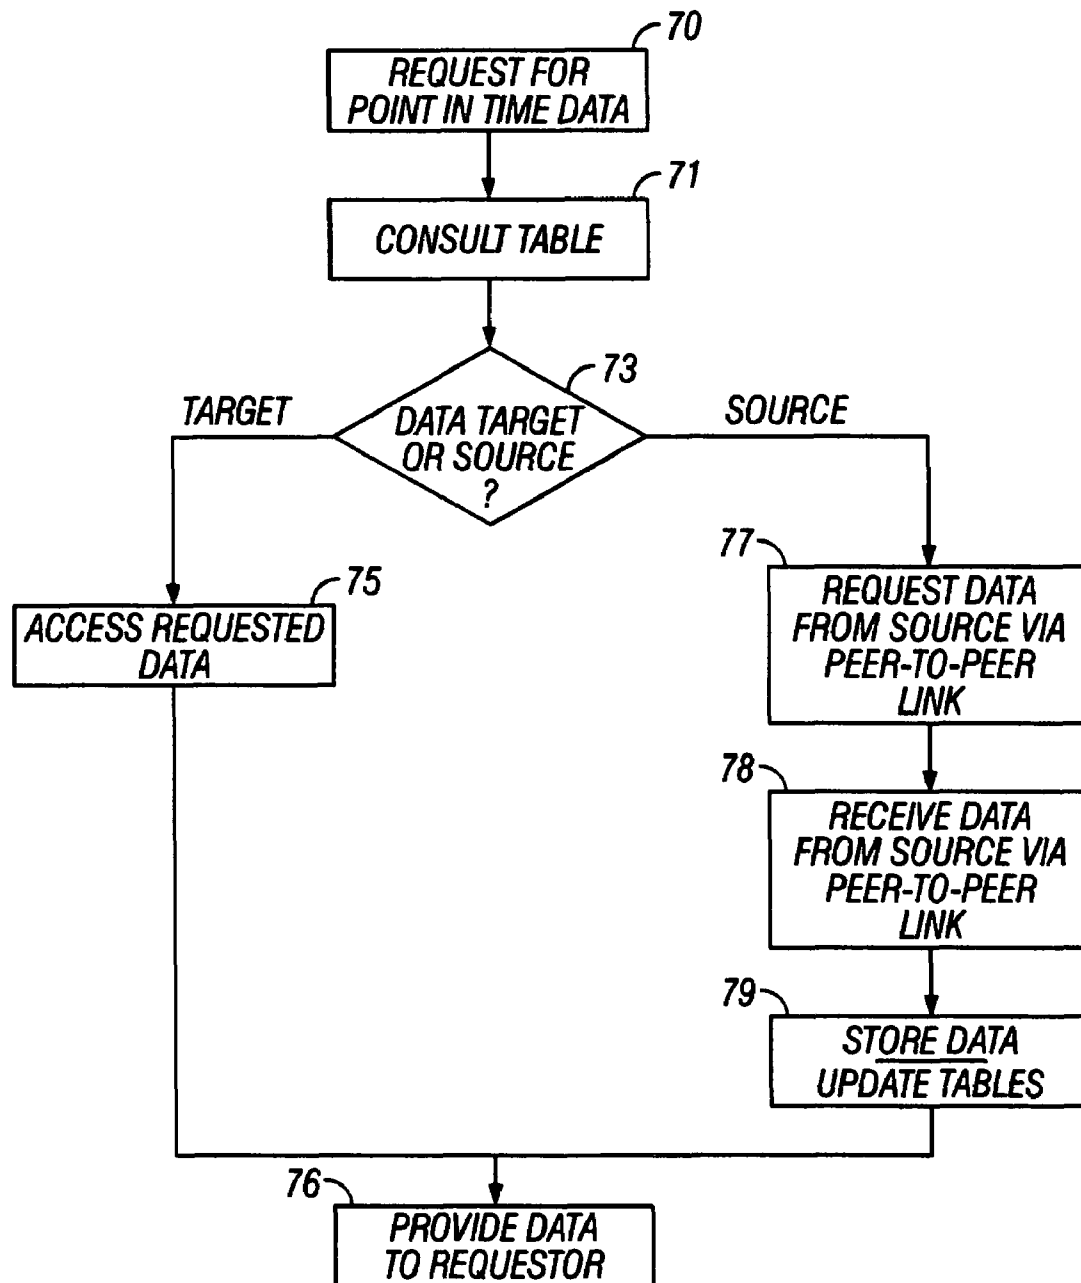 70
REQUEST FOR
POINT IN TIME DATA
71
CONSULT TABLE
73
TARGET
SOURCE
DATA TARGET
OR SOURCE
?
75
ACCESS REQUESTED
DATA
77
REQUEST DATA
FROM SOURCE VIA
PEER-TO-PEER
LINK
78
RECEIVE DATA
FROM SOURCE VIA
PEER-TO-PEER
LINK
79
STORE DATA
UPDATE TABLES
76
PROVIDE DATA
TO REQUESTOR